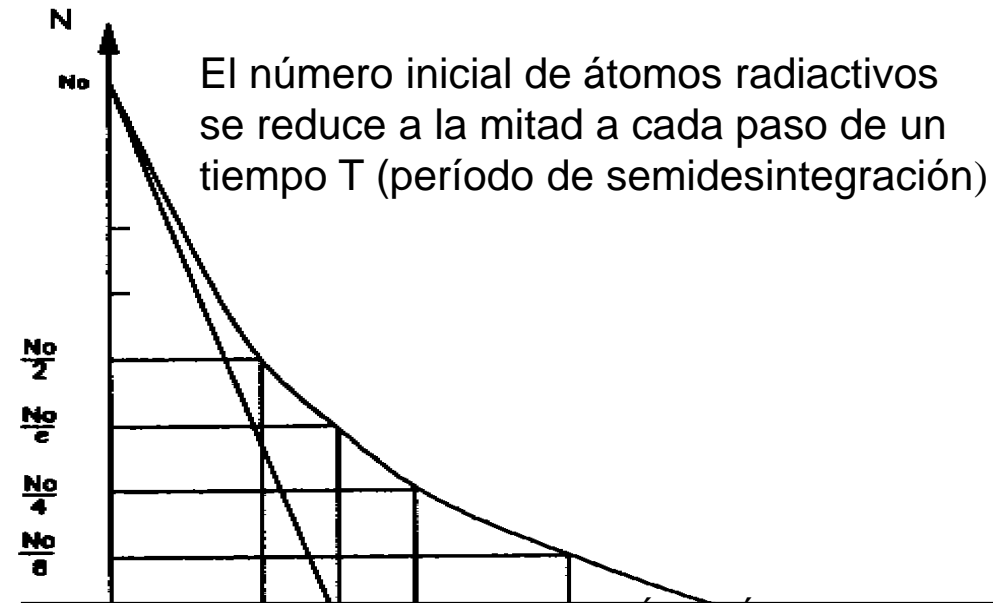 N
No
El número inicial de átomos radiactivos
se reduce a la mitad a cada paso de un
tiempo T (período de semidesintegración)
No
2
No
e
No
4
No
8